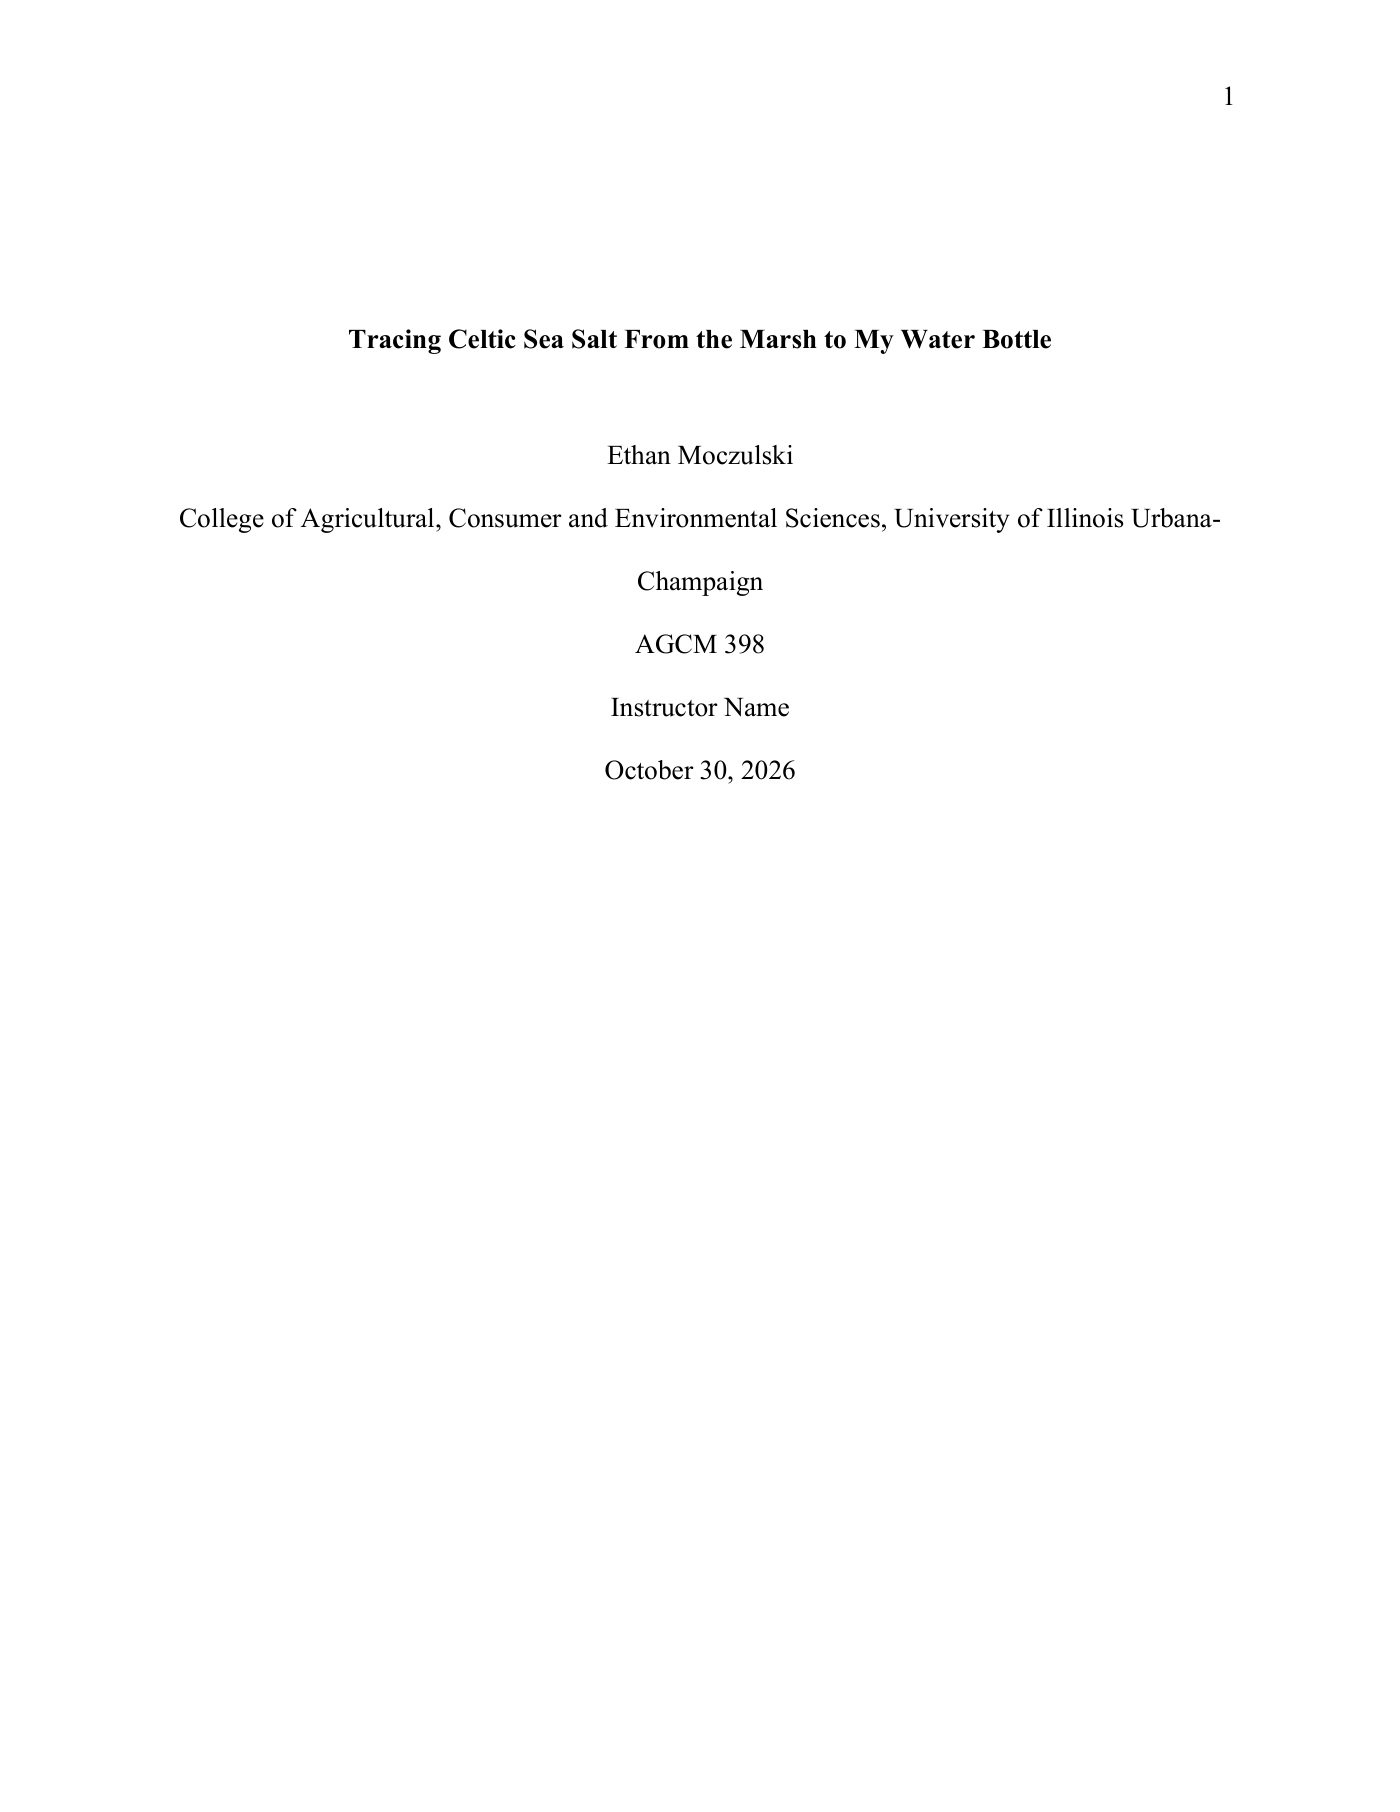 1
Tracing Celtic Sea Salt From the Marsh to My Water Bottle
Ethan Moczulski
College of Agricultural, Consumer and Environmental Sciences, University of Illinois Urbana-
Champaign
AGCM 398
Instructor Name
October 30, 2026